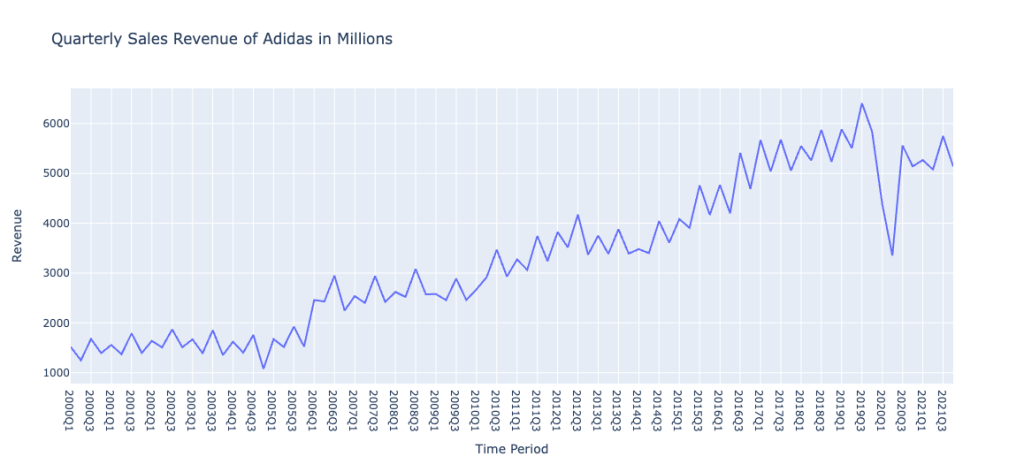 Quarterly Sales Revenue of Adidas in Millions
Revenue
6000
5000
4000
3000
2000
1000
2000Q1
2000Q3
2001Q1
2001Q3
2002Q1
2002Q3
2003Q1
2003Q3
2004Q1
2004Q3
2005Q1
2005Q3
2006Q1
2006Q3
2007Q1
2007Q3
2008Q1
2008Q3
2009Q1
2009Q3
2010Q1
2010Q3
2011Q1
2011Q3
2012Q1
2012Q3
2013Q1
2013Q3
2014Q1
2014Q3
2015Q1
2015Q3
2016Q1
2016Q3
2017Q1
2017Q3
2018Q1
2018Q3
2019Q1
2019Q3
2020Q1
2020Q3
2021Q1
2021Q3
Time Period